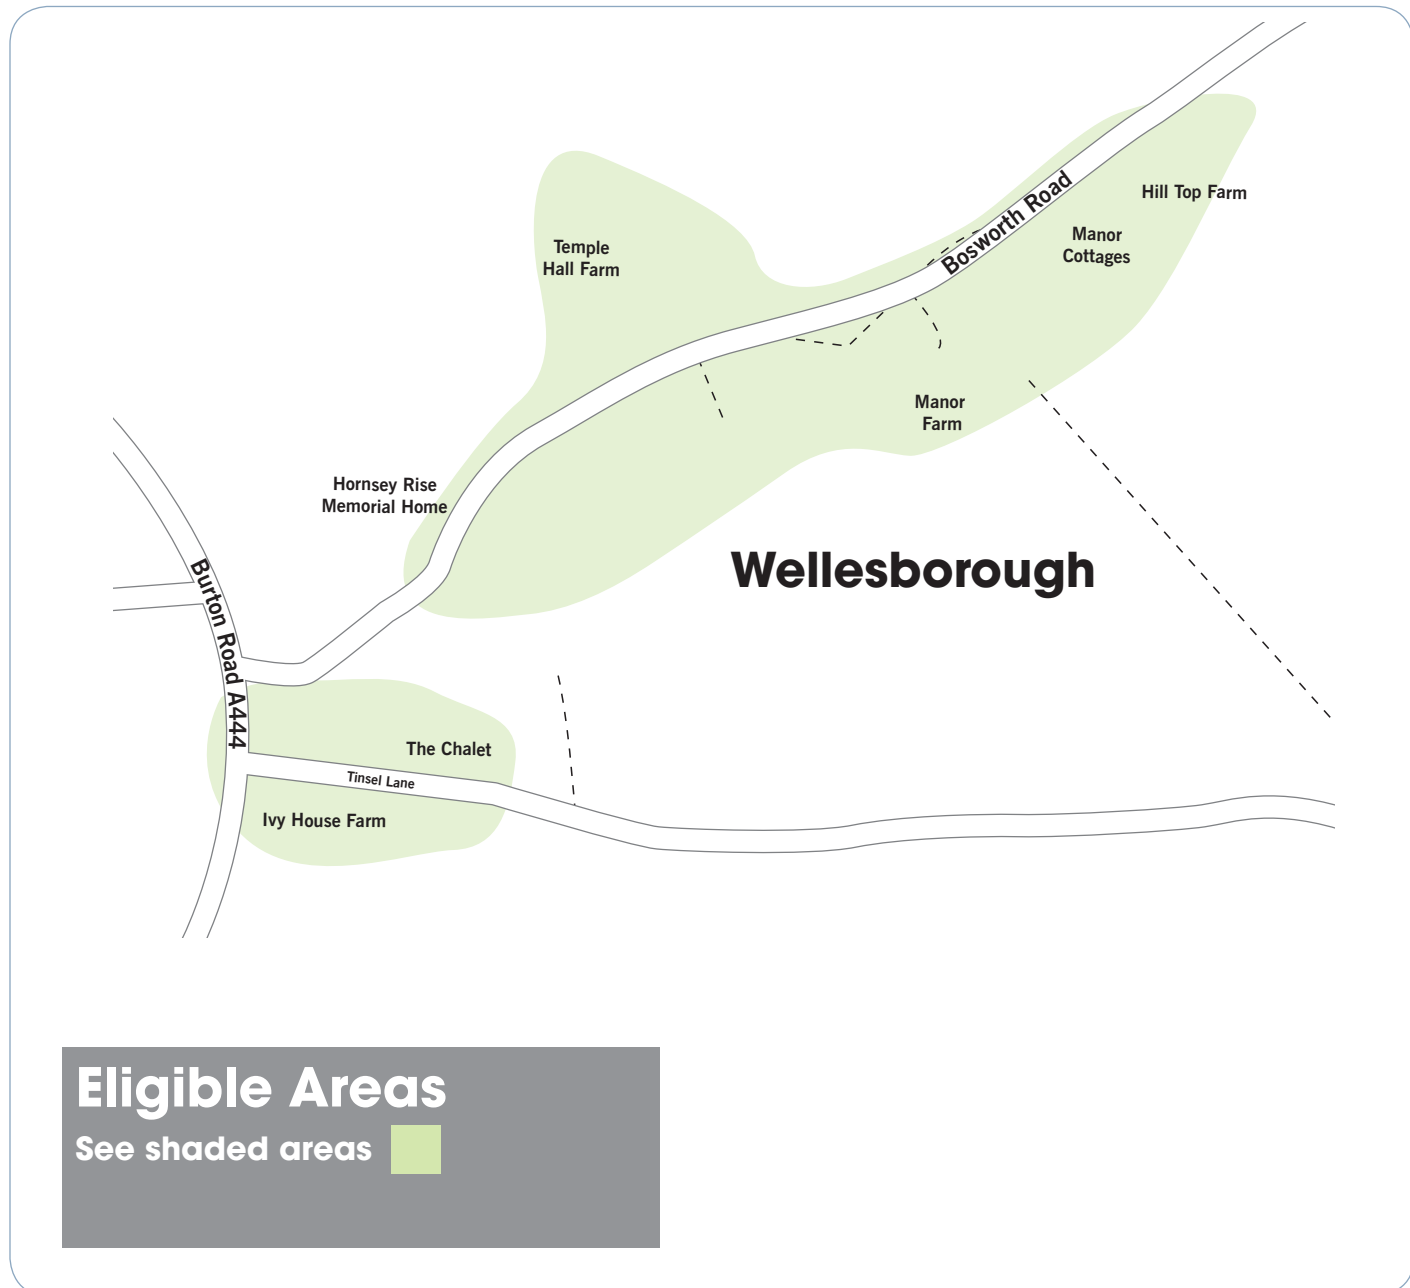 Bosworth Road
Hill Top Farm
Manor
Cottages
Temple
Hall Farm
Manor
Farm
Hornsey Rise
Memorial Home
Wellesborough
Burton Road A444
The Chalet
Tinsel Lane
Ivy House Farm
Eligible Areas
See shaded areas